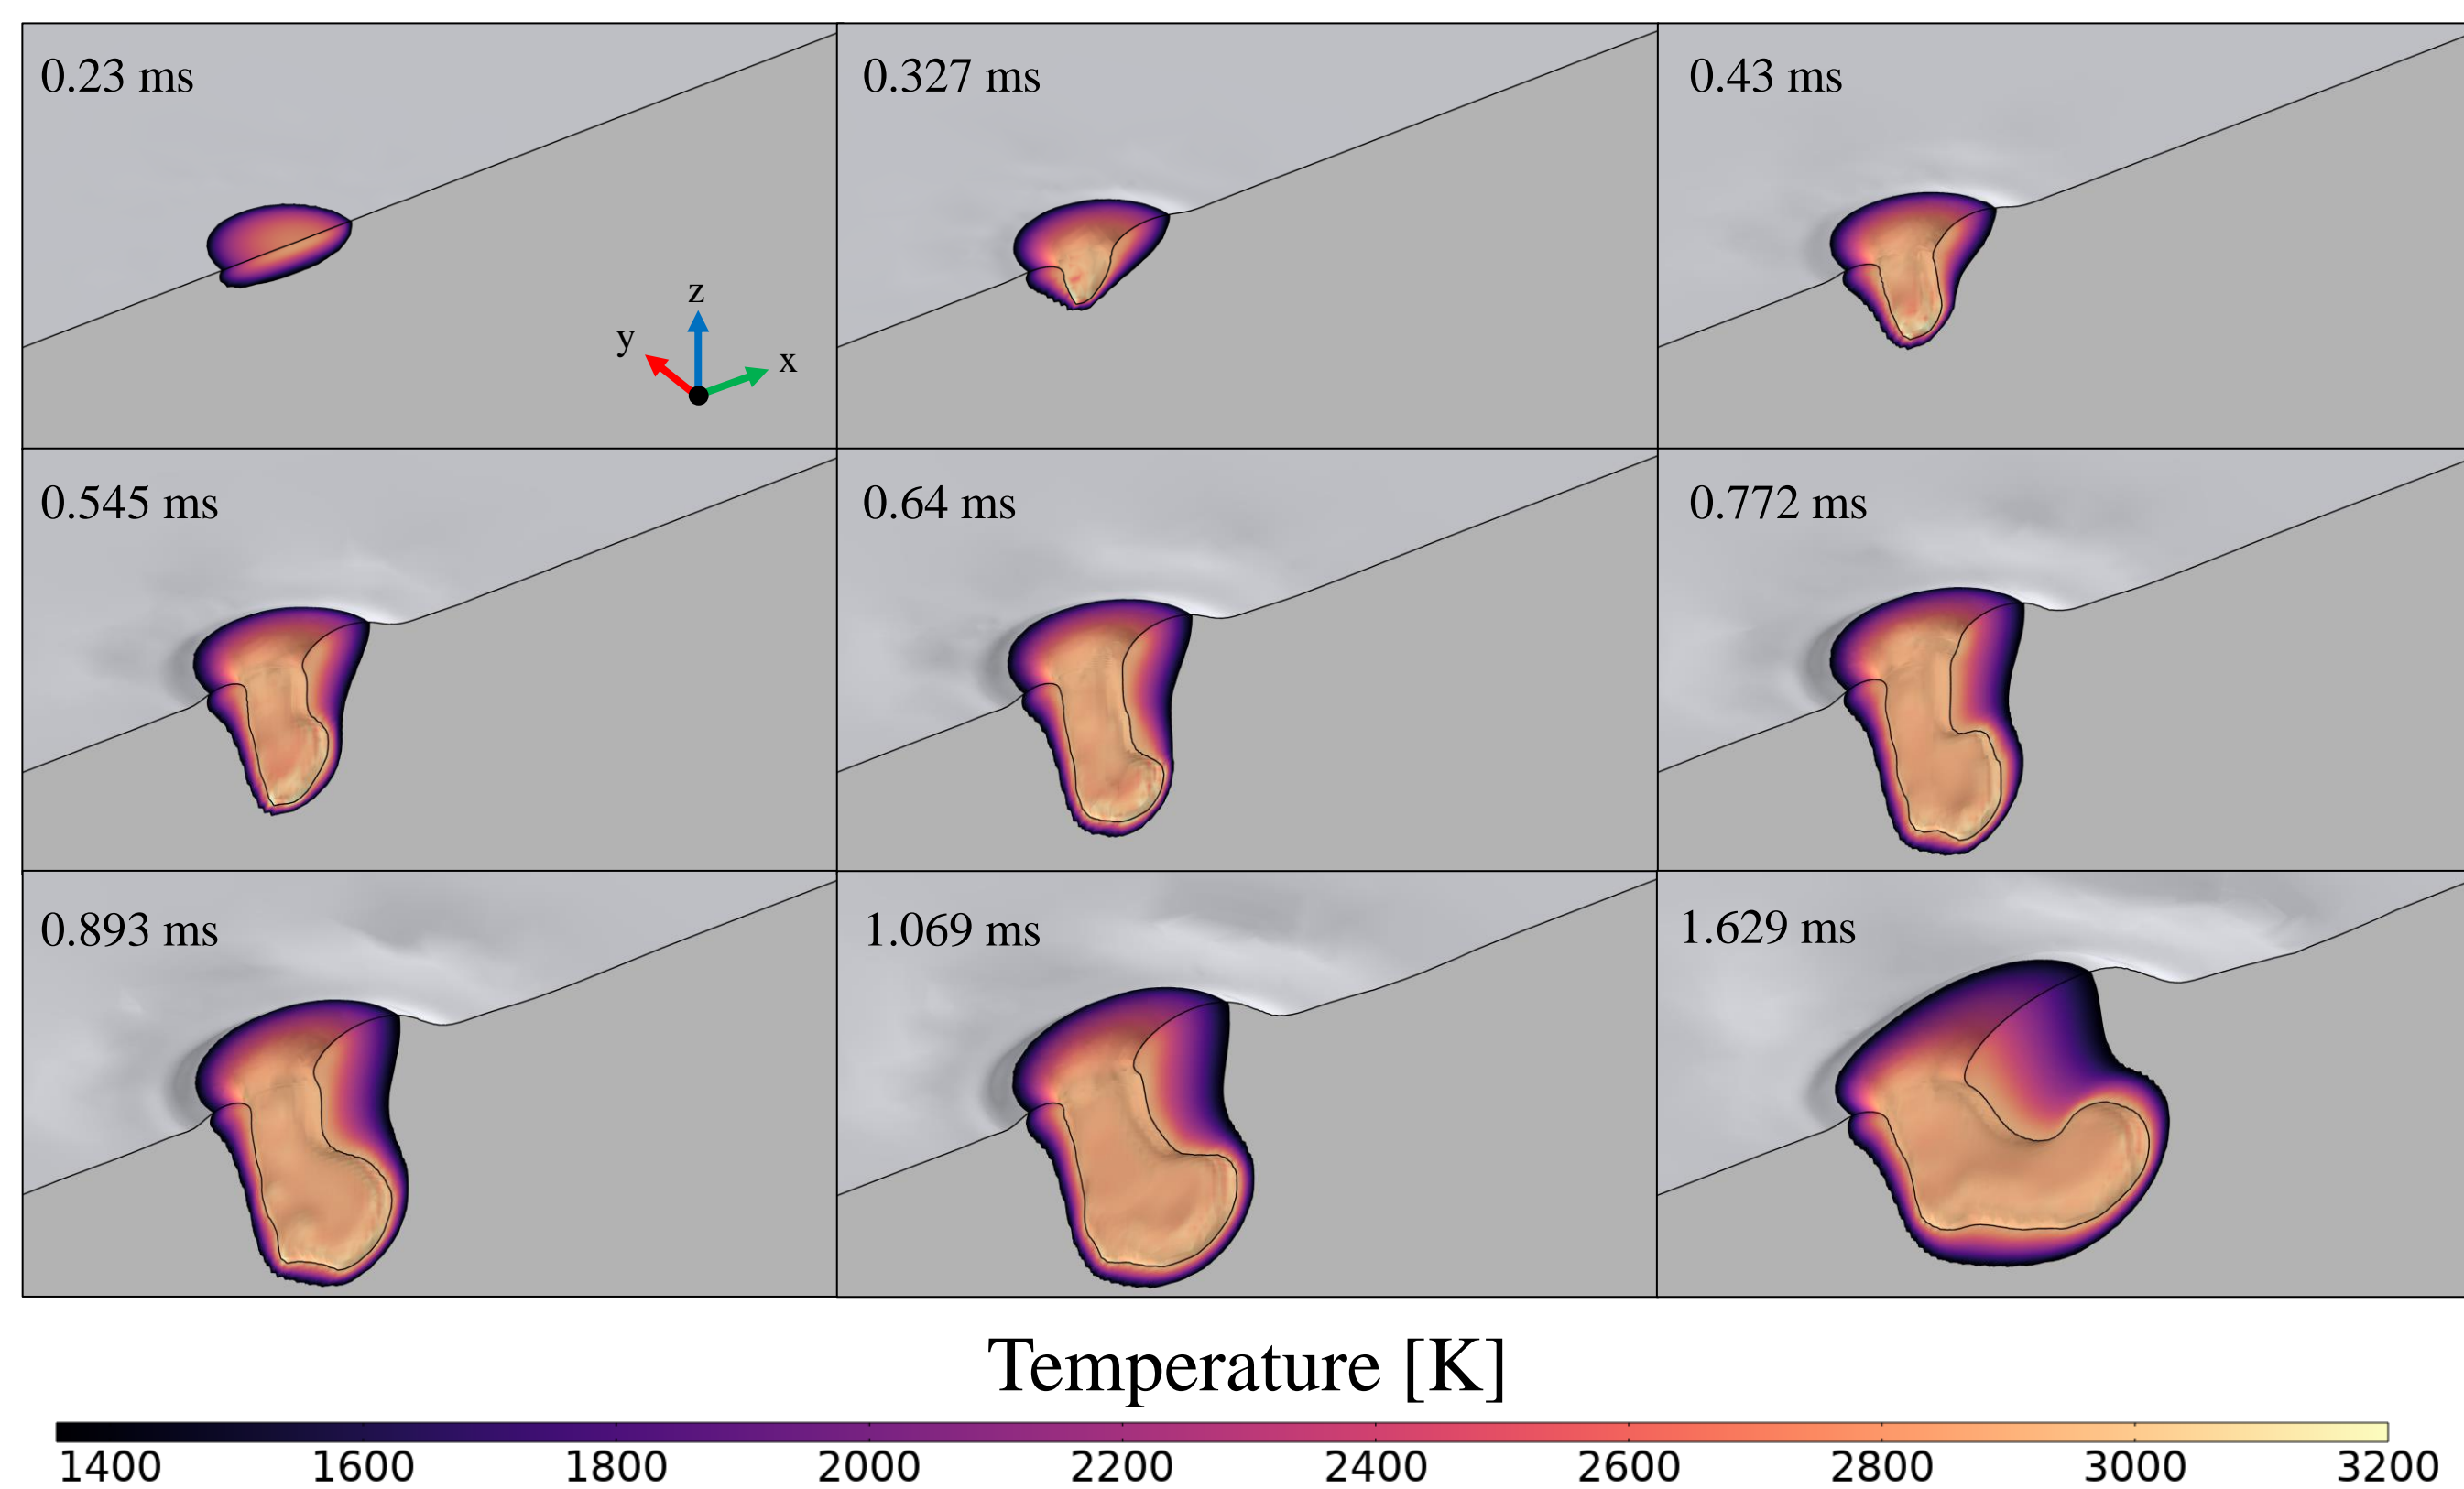 0.23 ms
0.327 ms
0.43 ms
z
y
x
0.545 ms
0.64 ms
0.772 ms
0.893 ms
1.069 ms
1.629 ms
Temperature [K]
1400 1600 1800 2000 2200 2400 2600 2800 3000 3200